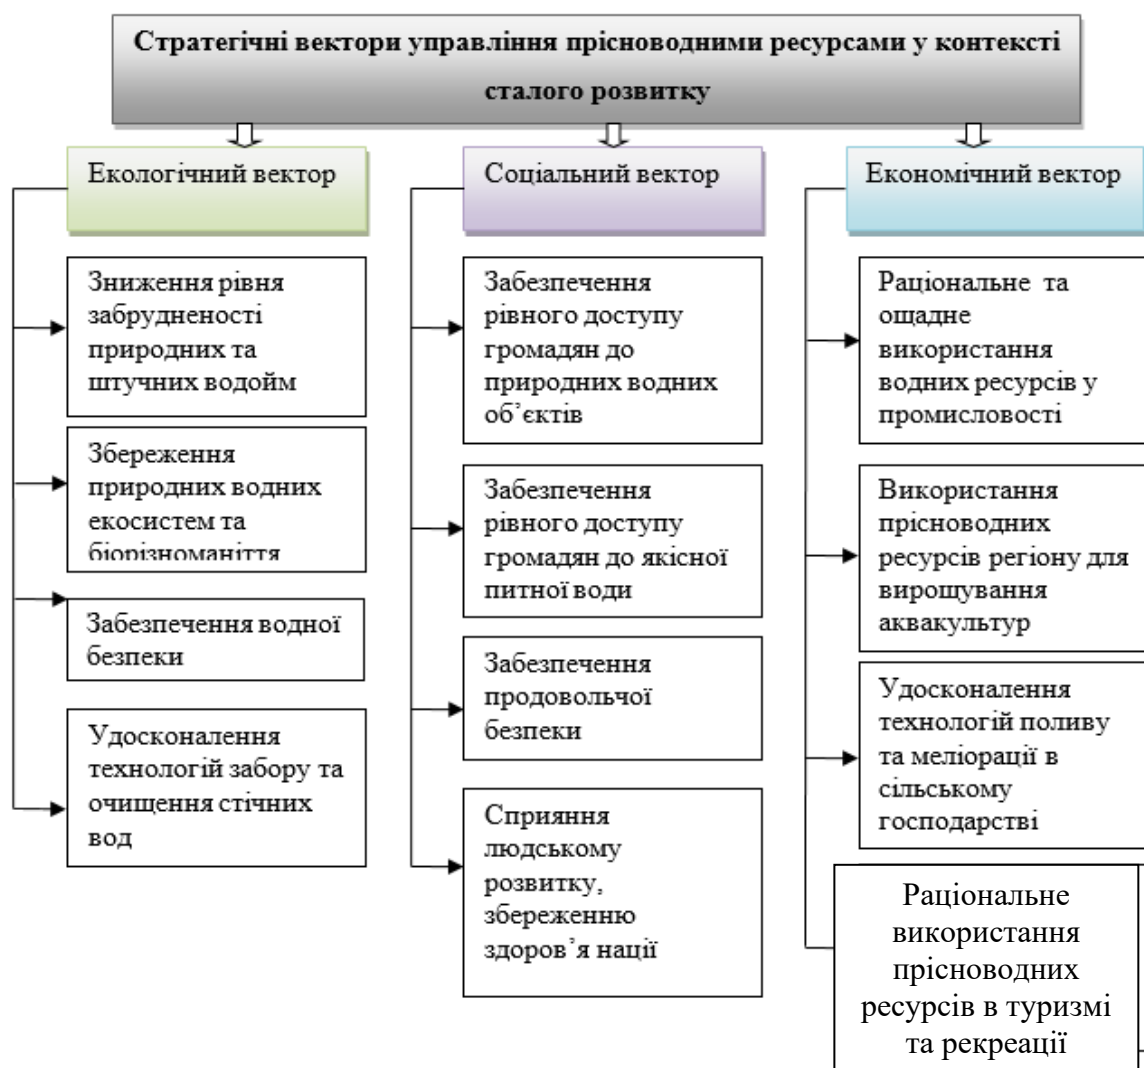 Стратегічні вектори управління прісноводними ресурсами у контексті
сталого розвитку
Екологічний вектор
Зниження рівня
забрудненості
природних та
штучних водойм
Збереження
природних водних
екосистем та
біорізноманіття
Забезпечення водної
безпеки
Удосконалення
технологій забору та
очищення стічних
вод
Соціальний вектор
Забезпечення
рівного доступу
громадян до
природних водних
об’єктів
Забезпечення
рівного доступу
громадян до якісної
питної води
Забезпечення
продовольчої
безпеки
Сприяння
людському
розвитку,
збереженню
здоров’я нації
Економічний вектор
Раціональне та
ощадне
використання
водних ресурсів у
промисловості
Використання
прісноводних
ресурсів регіону для
вирощування
аквакультур
Удосконалення
технологій поливу
та меліорації в
сільському
господарстві
Раціональне
використання
прісноводних
ресурсів в туризмі
та рекреації